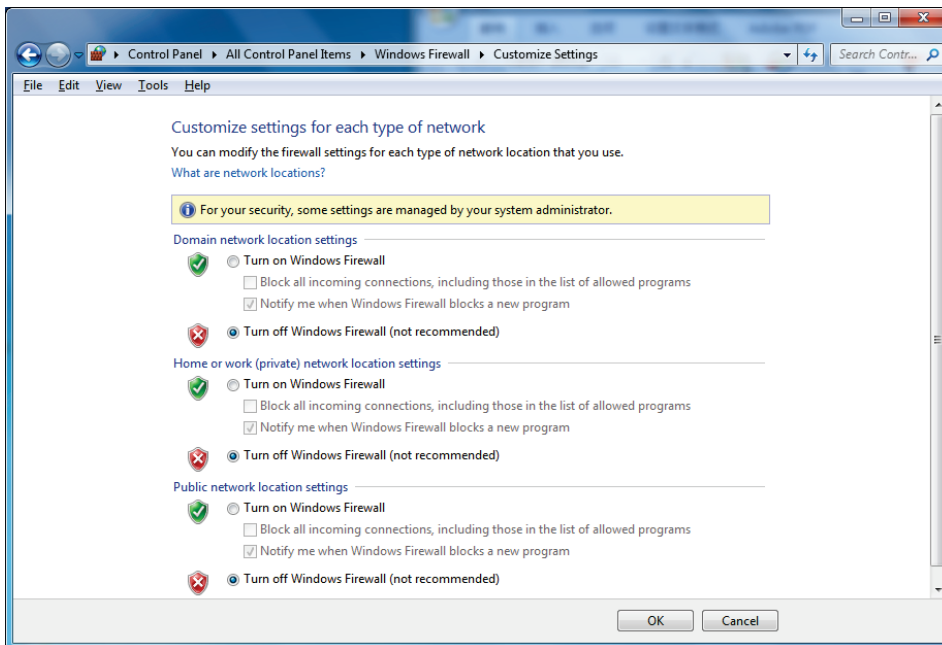 Control Panel ▸ All Control Panel Items ▸ Windows Firewall ▸ Customize Settings
Search Contr...
File Edit View Tools Help
Customize settings for each type of network
You can modify the firewall settings for each type of network location that you use.
What are network locations?
For your security, some settings are managed by your system administrator.
Domain network location settings
Turn on Windows Firewall
Block all incoming connections, including those in the list of allowed programs
Notify me when Windows Firewall blocks a new program
Turn off Windows Firewall (not recommended)
Home or work (private) network location settings
Turn on Windows Firewall
Block all incoming connections, including those in the list of allowed programs
Notify me when Windows Firewall blocks a new program
Turn off Windows Firewall (not recommended)
Public network location settings
Turn on Windows Firewall
Block all incoming connections, including those in the list of allowed programs
Notify me when Windows Firewall blocks a new program
Turn off Windows Firewall (not recommended)
OK Cancel